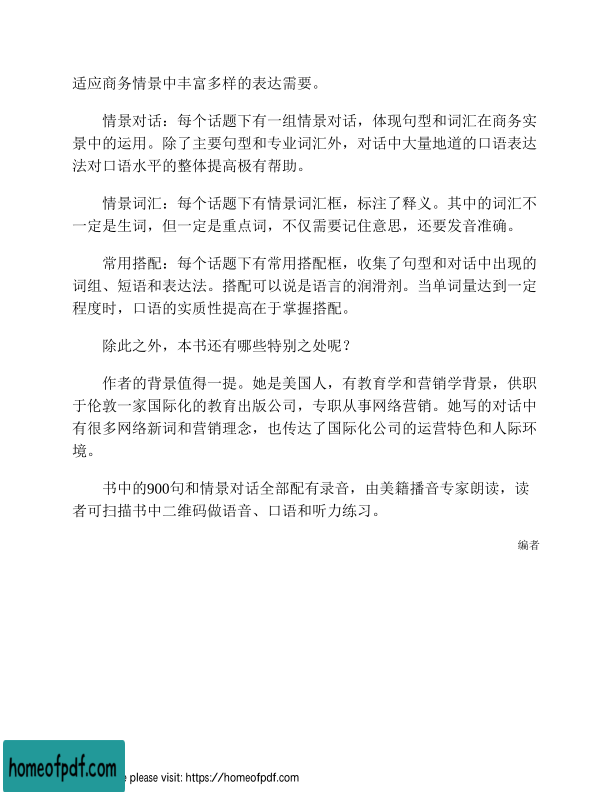 适应商务情景中丰富多样的表达需要。
情景对话：每个话题下有一组情景对话，体现句型和词汇在商务实
景中的运用。除了主要句型和专业词汇外，对话中大量地道的口语表达
法对口语水平的整体提高极有帮助。
情景词汇：每个话题下有情景词汇框，标注了释义。其中的词汇不
一定是生词，但一定是重点词，不仅需要记住意思，还要发音准确。
常用搭配：每个话题下有常用搭配框，收集了句型和对话中出现的
词组、短语和表达法。搭配可以说是语言的润滑剂。当单词量达到一定
程度时，口语的实质性提高在于掌握搭配。
除此之外，本书还有哪些特别之处呢？
作者的背景值得一提。她是美国人，有教育学和营销学背景，供职
于伦敦一家国际化的教育出版公司，专职从事网络营销。她写的对话中
有很多网络新词和营销理念，也传达了国际化公司的运营特色和人际环
境。
书中的900句和情景对话全部配有录音，由美籍播音专家朗读，读
者可扫描书中二维码做语音、口语和听力练习。
编者
homeofpdf.com
e please visit: https://homeofpdf.com